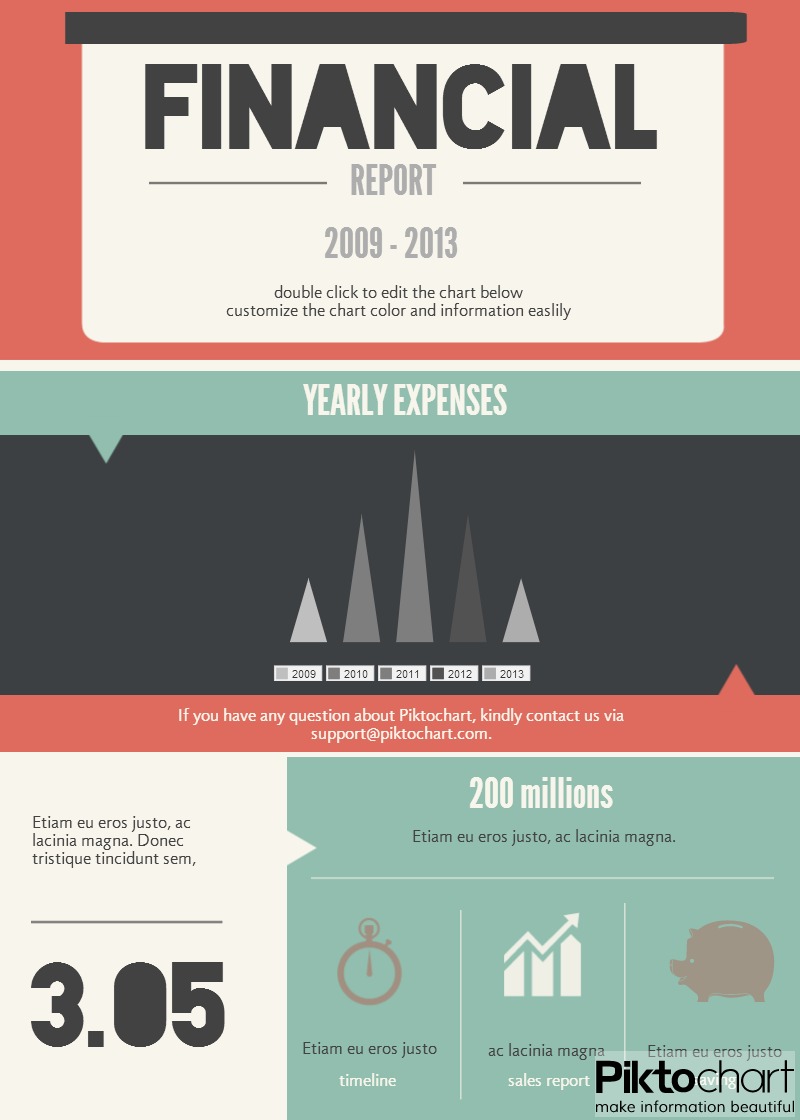 FINANCIAL
REPORT
2009 - 2013
double click to edit the chart below
customize the chart color and information easlily
YEARLY EXPENSES
2009 2010 2011 2012 2013
If you have any question about Piktochart, kindly contact us via
support@piktochart.com.
Etiam eu eros justo, ac
lacinia magna. Donec
tristique tincidunt sem,
3.05
200 millions
Etiam eu eros justo, ac lacinia magna.
Etiam eu eros justo
timeline
ac lacinia magna
sales report
Etiam eu eros justo
Piktochart
make information beautiful